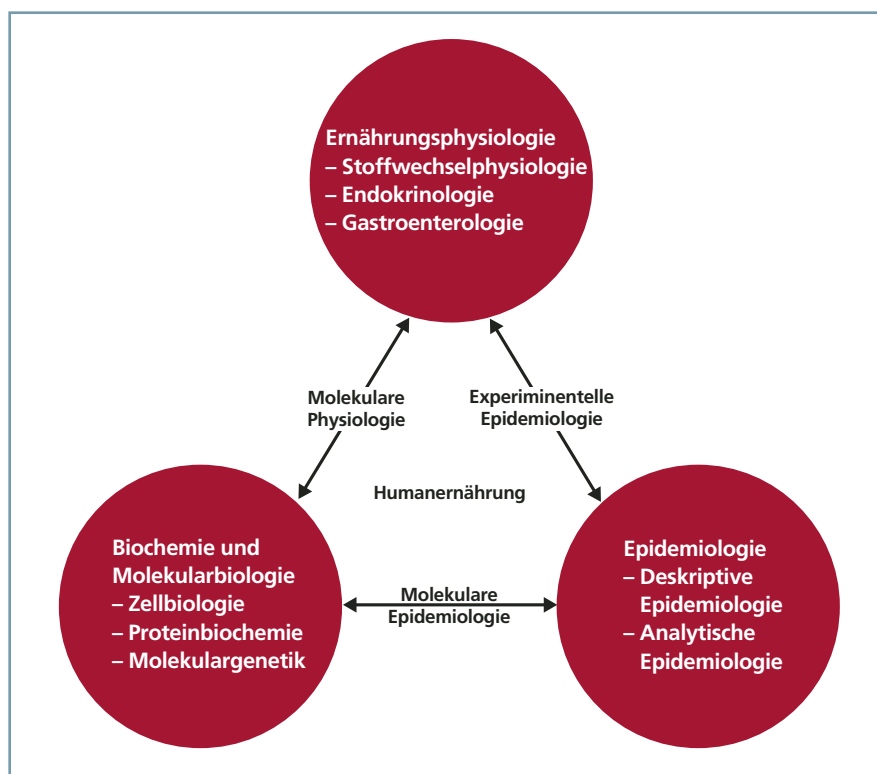 Ernährungsphysiologie
– Stoffwechselphysiologie
– Endokrinologie
– Gastroenterologie
Molekulare
Physiologie
Experiminentelle
Epidemiologie
Humanernährung
Biochemie und
Molekularbiologie
– Zellbiologie
– Proteinbiochemie
– Molekulargenetik
Molekulare
Epidemiologie
Epidemiologie
– Deskriptive
Epidemiologie
– Analytische
Epidemiologie